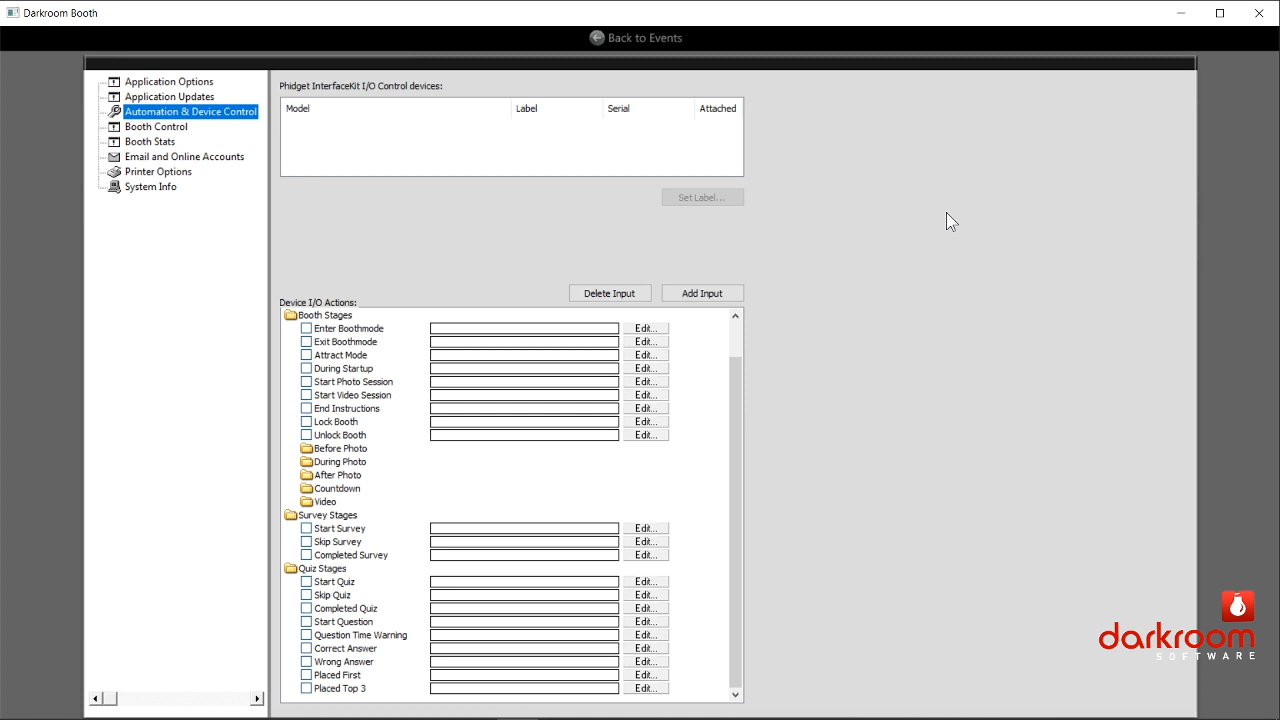 Darkroom Booth
Back to Events
Application Options
Application Updates
Automation & Device Control
Booth Control
Booth Stats
Email and Online Accounts
Printer Options
System Info
Phidget InterfaceKit I/O Control devices:
Model Label Serial Attached
Set Label...
Delete Input Add Input
Device I/O Actions:
Booth Stages
Enter Boothmode Edit...
Exit Boothmode Edit...
Attract Mode Edit...
During Startup Edit...
Start Photo Session Edit...
Start Video Session Edit...
End Instructions Edit...
Lock Booth Edit...
Unlock Booth Edit...
Before Photo
During Photo
After Photo
Countdown
Video
Survey Stages
Start Survey Edit...
Skip Survey Edit...
Completed Survey Edit...
Quiz Stages
Start Quiz Edit...
Skip Quiz Edit...
Completed Quiz Edit...
Start Question Edit...
Question Time Warning Edit...
Correct Answer Edit...
Wrong Answer Edit...
Placed First Edit...
Placed Top 3 Edit...
darkroom
SOFTWARE